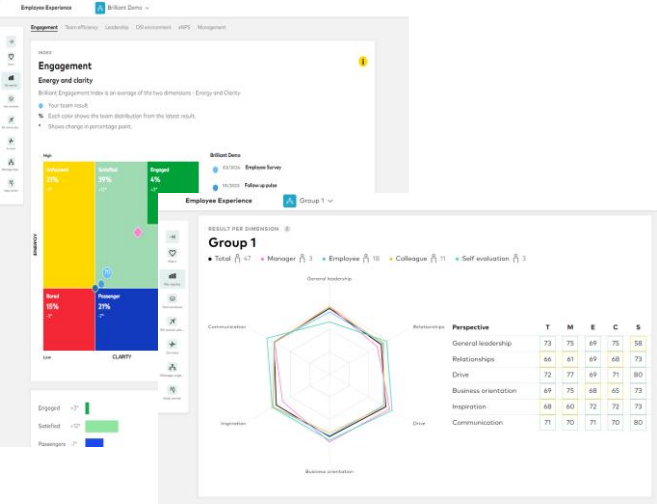 Employee Experience
Brilliant Demo
Engagement Team efficiency Leadership OSI environment eNPS Management
INDEX
Engagement
Energy and clarity
Brilliant Engagement Index is an average of the two dimensions - Energy and Clarity
Your team result
% Each color shows the team distribution from the latest result.
* Shows change in percentage point.
High
Brilliant Demo
Satisfied
39%
Engaged
4%
Employee Survey
Follow up pulse
ENERGY
Bored
15%
Passenger
21%
Low
CLARITY
Engaged +3*
Satisfied +12*
Passengers -7*
Employee Experience
Group 1
RESULT PER DIMENSION
Group 1
Total 47
Manager 3
Employee 18
Colleague 11
Self evaluation 3
General leadership
Communication
Relationships
Inspiration
Drive
Business orientation
Perspective T M E C S
General leadership 73 75 69 75 58
Relationships 66 61 69 68 73
Drive 72 77 69 71 80
Business orientation 69 75 68 65 73
Inspiration 68 60 72 72 73
Communication 71 70 71 70 80